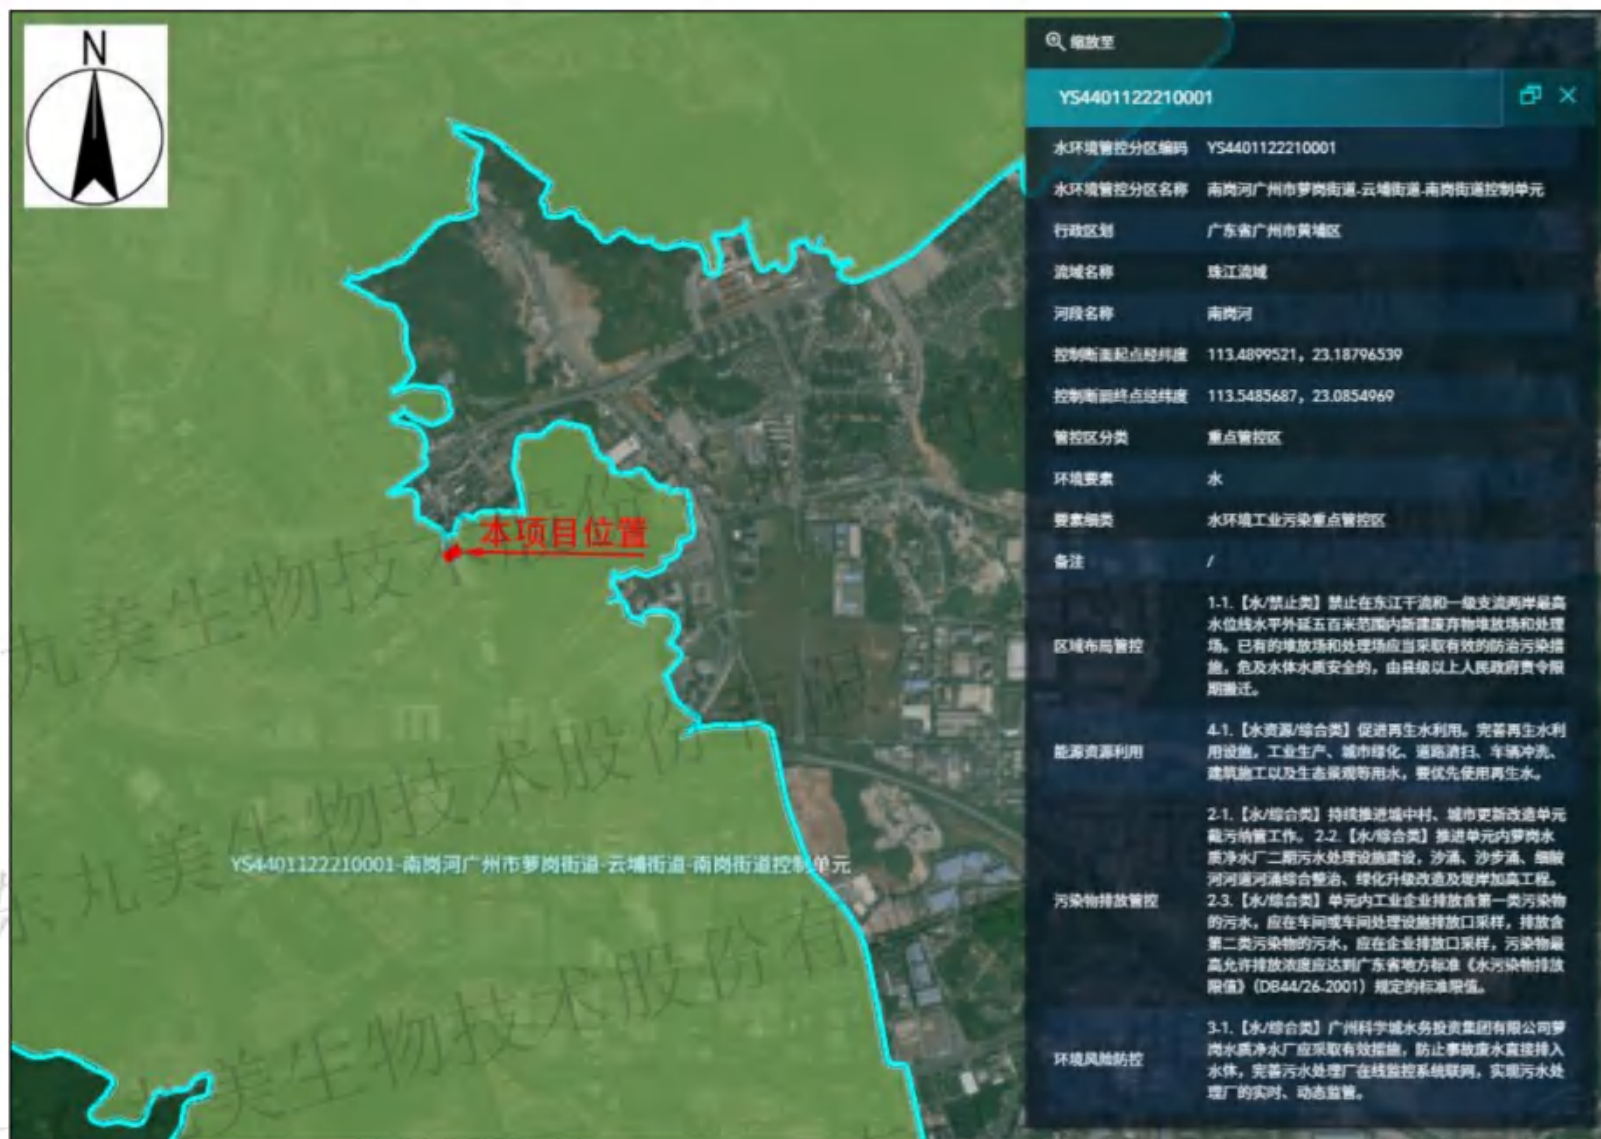 N
缩放至
YS4401122210001
水环境管控分区编码 YS4401122210001
水环境管控分区名称 南岗河广州市萝岗街道-云埔街道-南岗街道控制单元
行政区划 广东省广州市黄埔区
流域名称 珠江流域
河段名称 南岗河
控制断面起点经纬度 113.4899521，23.18796539
控制断面终点经纬度 113.5485687，23.0854969
管控区分类 重点管控区
环境要素 水
要素细类 水环境工业污染重点管控区
备注 /
区域布局管控
1-1.【水/禁止类】禁止在东江干流和一级支流两岸最高
水位线水平外延五百米范围内新建废弃物堆放场和处理
场。已有的堆放场和处理场应当采取有效的防治污染措
施，危及水体水质安全的，由县级以上人民政府责令限
期搬迁。
能源资源利用
4-1.【水资源/综合类】促进再生水利用。完善再生水利
用设施，工业生产、城市绿化、道路清扫、车辆冲洗、
建筑施工以及生态景观等用水，要优先使用再生水。
污染物排放管控
2-1.【水/综合类】持续推进城中村、城市更新改造单元
截污纳管工作。 2-2.【水/综合类】推进单元内萝岗水
质净水厂二期污水处理设施建设，沙涌、沙步涌、细陂
河河道河涌综合整治、绿化升级改造及堤岸加高工程。
2-3.【水/综合类】单元内工业企业排放含第一类污染物
的污水，应在车间或车间处理设施排放口采样，排放含
第二类污染物的污水，应在企业排放口采样，污染物最
高允许排放浓度应达到广东省地方标准《水污染物排放
限值》（DB44/26-2001）规定的标准限值。
环境风险防控
3-1.【水/综合类】广州科学城水务投资集团有限公司萝
岗水质净水厂应采取有效措施，防止事故废水直接排入
水体，完善污水处理厂在线监控系统联网，实现污水处
理厂的实时、动态监管。
本项目位置
YS4401122210001-南岗河广州市萝岗街道-云埔街道-南岗街道控制单元
丸美生物技术股份
东丸美生物技术股份有限
丸美生物技术股份有